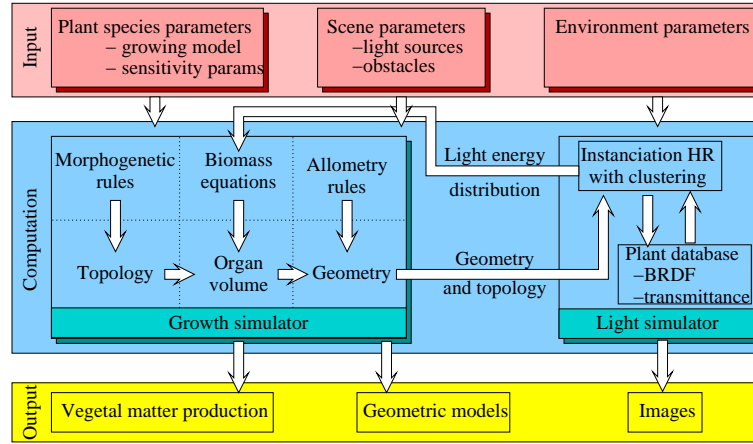 Input
Plant species parameters
– growing model
– sensitivity params
Scene parameters
–light sources
–obstacles
Environment parameters
Computation
Morphogenetic
rules
Biomass
equations
Allometry
rules
Topology
Organ
volume
Geometry
Growth simulator
Light energy
distribution
Geometry
and topology
Instanciation HR
with clustering
Plant database
–BRDF
–transmittance
Light simulator
Output
Vegetal matter production
Geometric models
Images